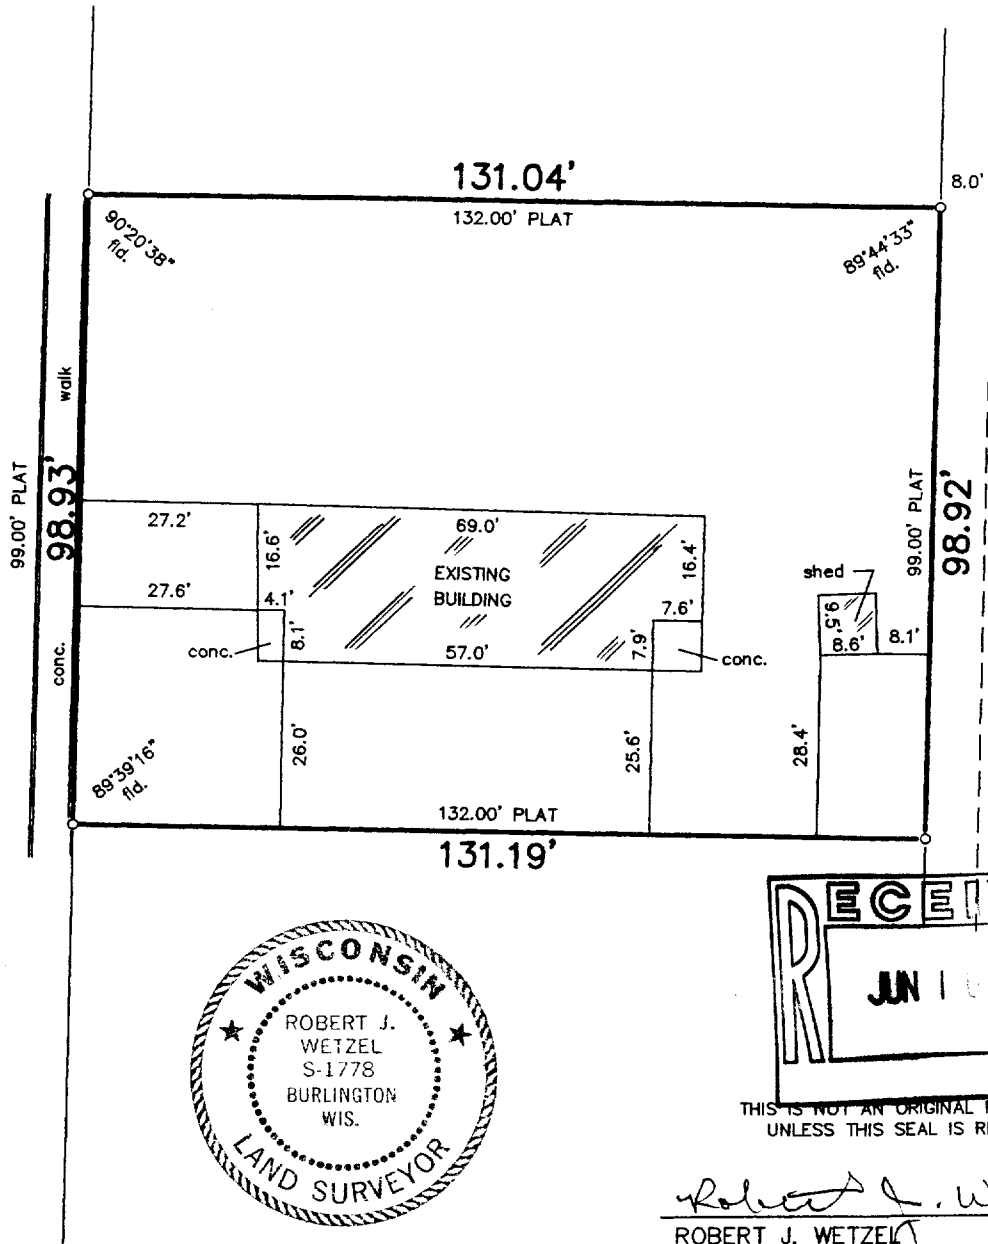 131.04'
132.00' PLAT
8.0'
90°20'38"
fld.
89°44'33"
fld.
walk
99.00' PLAT
98.93'
conc.
27.2'
69.0'
16.6'
16.4'
EXISTING
BUILDING
27.6'
4.1'
8.1'
7.6'
7.9'
57.0'
conc.
conc.
shed
9.5'
8.6'
8.1'
99.00' PLAT
98.92'
26.0'
25.6'
28.4'
89°39'16"
fld.
132.00' PLAT
131.19'
WISCONSIN
ROBERT J.
WETZEL
S-1778
BURLINGTON
WIS.
LAND SURVEYOR
RECEI
JUN 1
THIS IS NOT AN ORIGINAL
UNLESS THIS SEAL IS RE
Robert J. W
ROBERT J. WETZEL